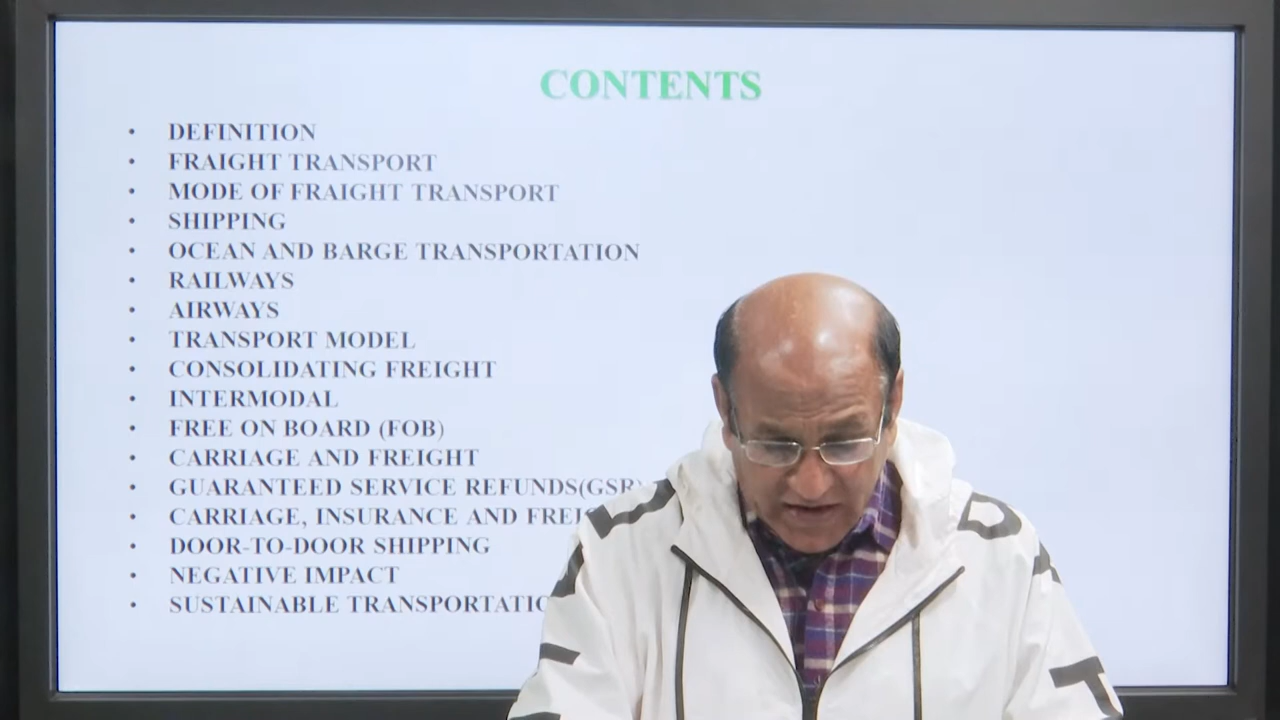 CONTENTS
• DEFINITION
• FRAIGHT TRANSPORT
• MODE OF FRAIGHT TRANSPORT
• SHIPPING
• OCEAN AND BARGE TRANSPORTATION
• RAILWAYS
• AIRWAYS
• TRANSPORT MODEL
• CONSOLIDATING FREIGHT
• INTERMODAL
• FREE ON BOARD (FOB)
• CARRIAGE AND FREIGHT
• GUARANTEED SERVICE REFUNDS(GSR)
• CARRIAGE, INSURANCE AND
• DOOR-TO-DOOR SHIPPING
• NEGATIVE IMPACT
• SUSTAINABLE